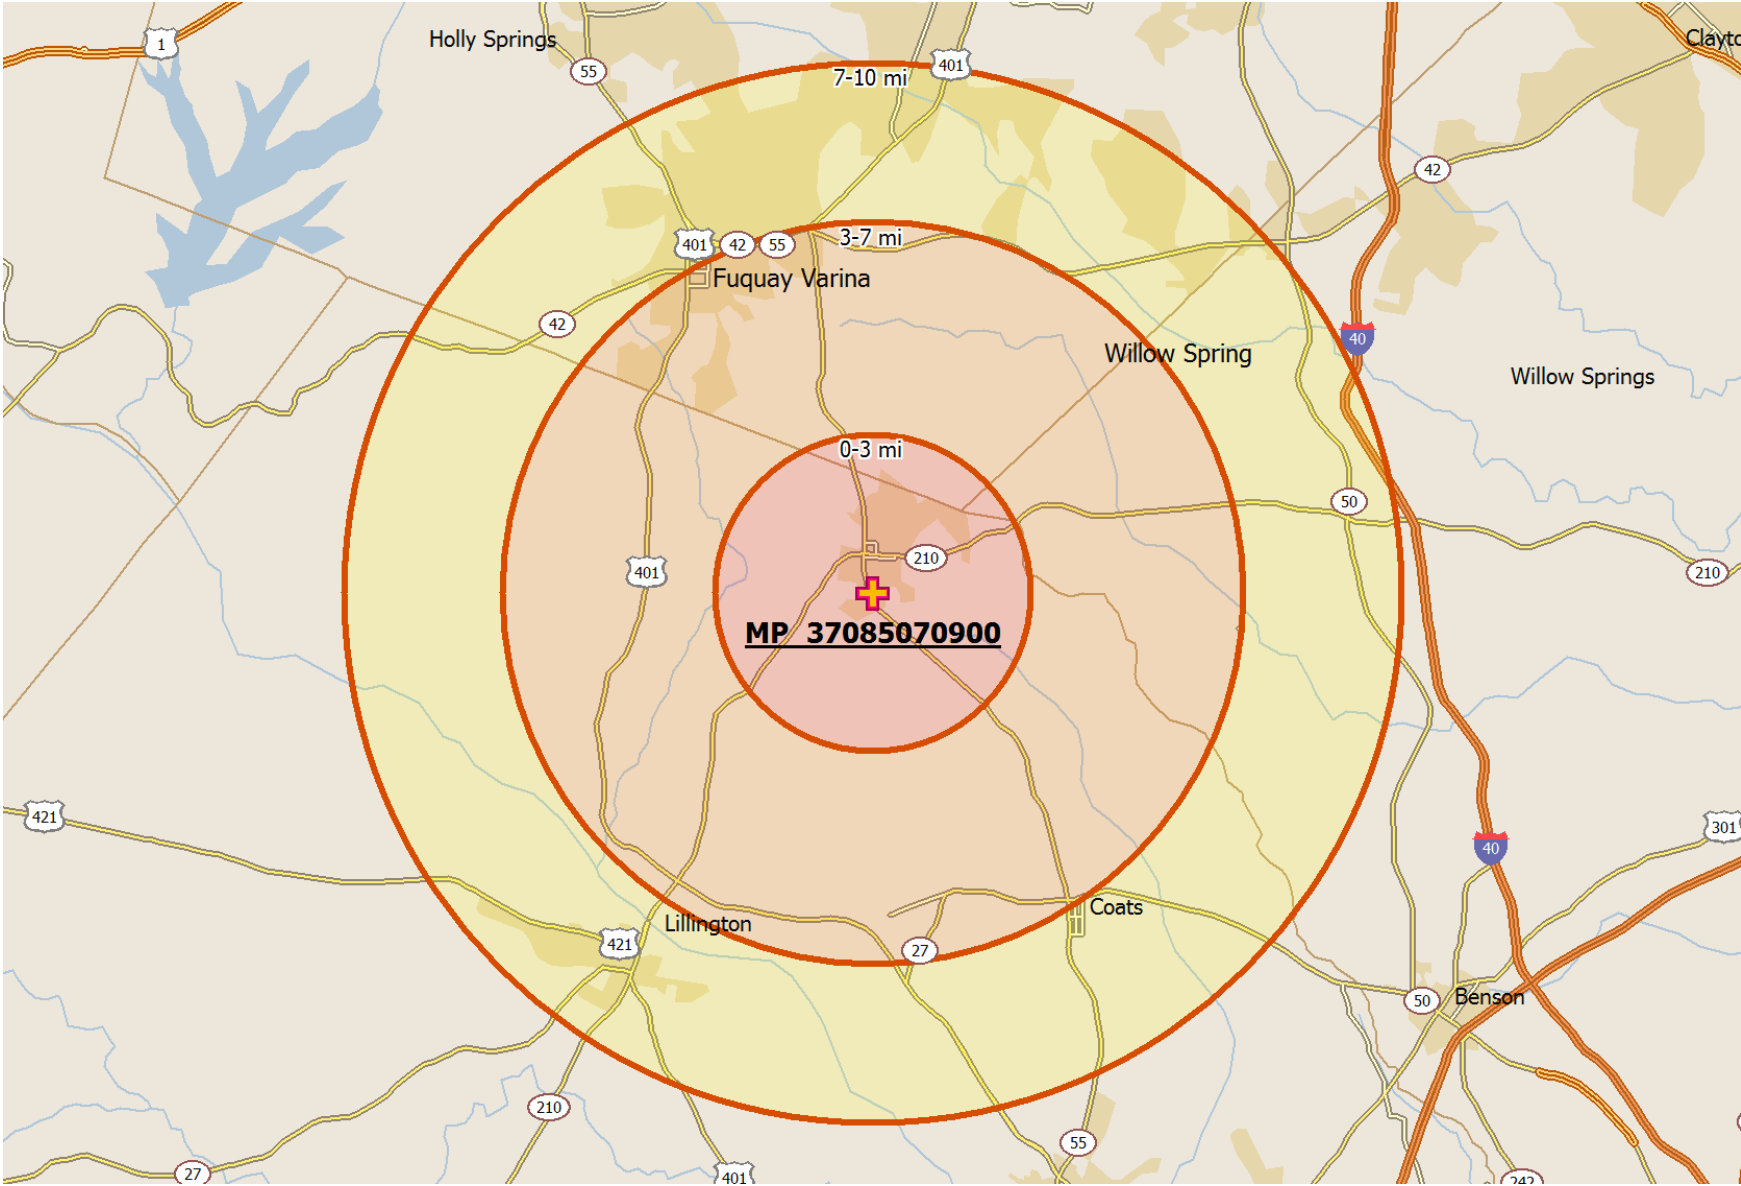 1
Holly Springs
55
401
Clayto
7-10 mi
42
401
42
55
3-7 mi
Fuquay Varina
42
40
Willow Spring
Willow Springs
0-3 mi
50
210
401
210
MP 37085070900
421
301
40
Coats
Lillington
421
27
50
Benson
210
55
27
401
242